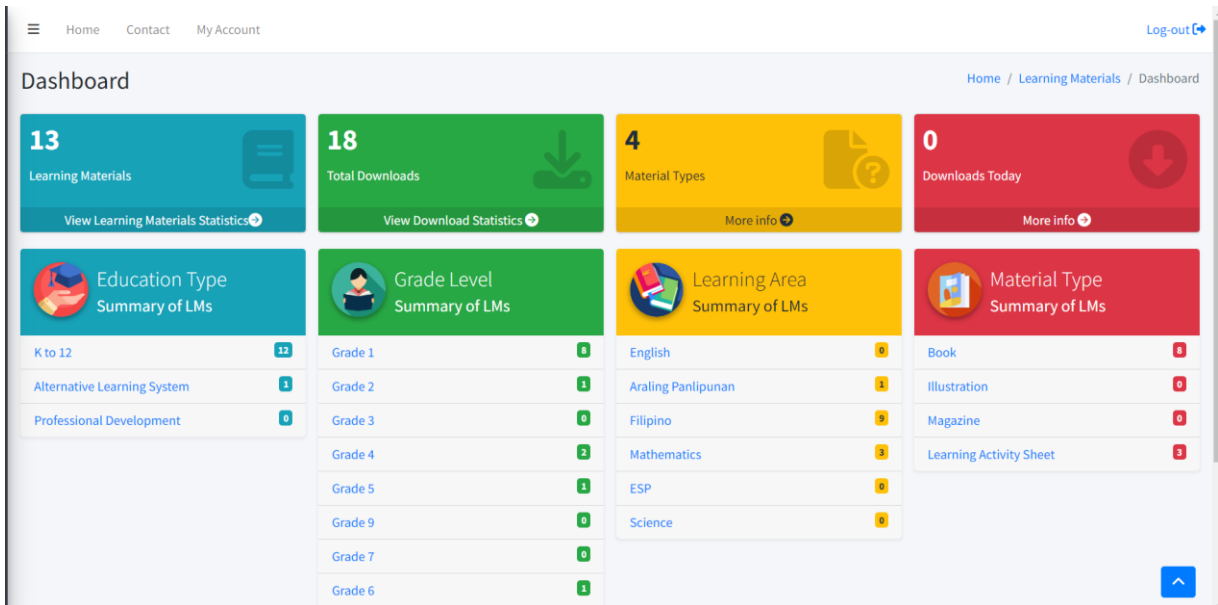 Home Contact My Account Log-out
Dashboard Home / Learning Materials / Dashboard
13
Learning Materials
View Learning Materials Statistics
18
Total Downloads
View Download Statistics
4
Material Types
More info
0
Downloads Today
More info
Education Type
Summary of LMs
K to 12 12
Alternative Learning System 1
Professional Development 0
Grade Level
Summary of LMs
Grade 1 8
Grade 2 1
Grade 3 0
Grade 4 2
Grade 5 1
Grade 9 0
Grade 7 0
Grade 6 1
Learning Area
Summary of LMs
English 0
Araling Panlipunan 1
Filipino 9
Mathematics 3
ESP 0
Science 0
Material Type
Summary of LMs
Book 8
Illustration 0
Magazine 0
Learning Activity Sheet 3